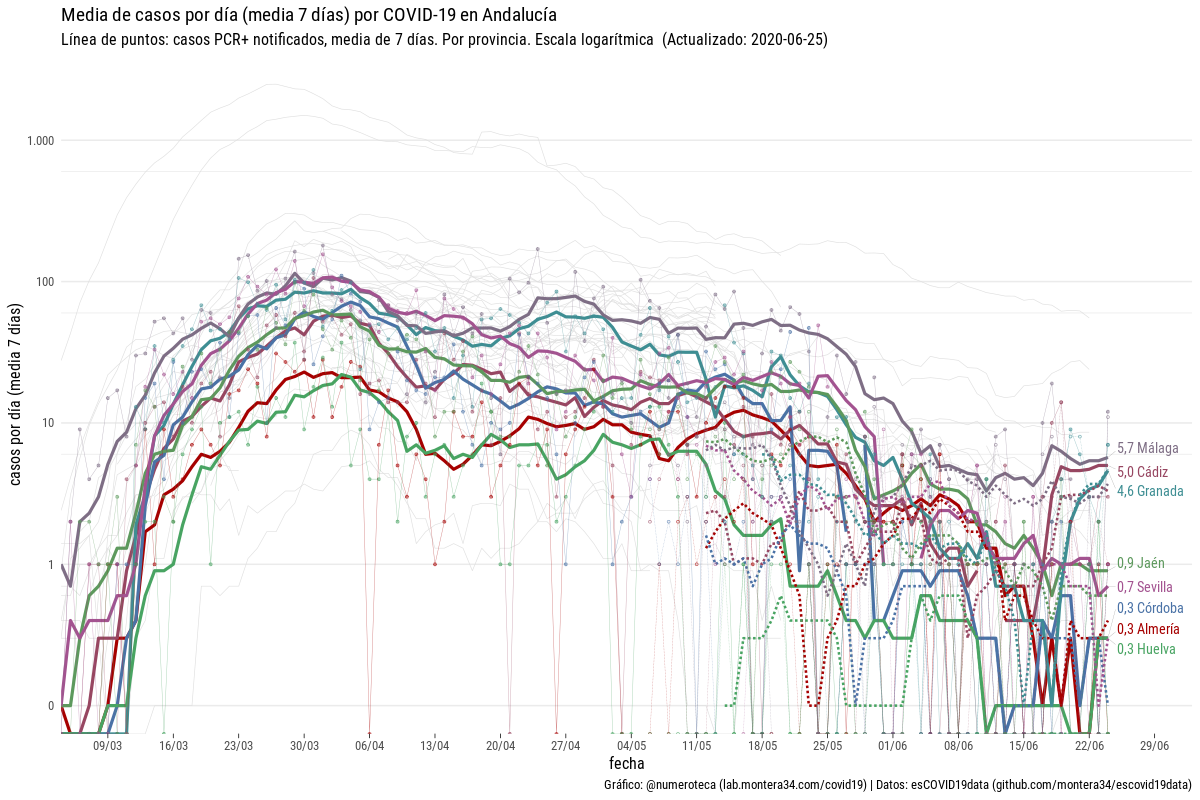 Media de casos por día (media 7 días) por COVID-19 en Andalucía
Línea de puntos: casos PCR+ notificados, media de 7 días. Por provincia. Escala logarítmica (Actualizado: 2020-06-25)
casos por día (media 7 días)
1.000
100
10
1
0
5,7 Málaga
5,0 Cádiz
4,6 Granada
0,9 Jaén
0,7 Sevilla
0,3 Córdoba
0,3 Almería
0,3 Huelva
09/03 16/03 23/03 30/03 06/04 13/04 20/04 27/04 04/05 11/05 18/05 25/05 01/06 08/06 15/06 22/06 29/06
fecha
Gráfico: @numeroteca (lab.montera34.com/covid19) | Datos: esCOVID19data (github.com/montera34/escovid19data)